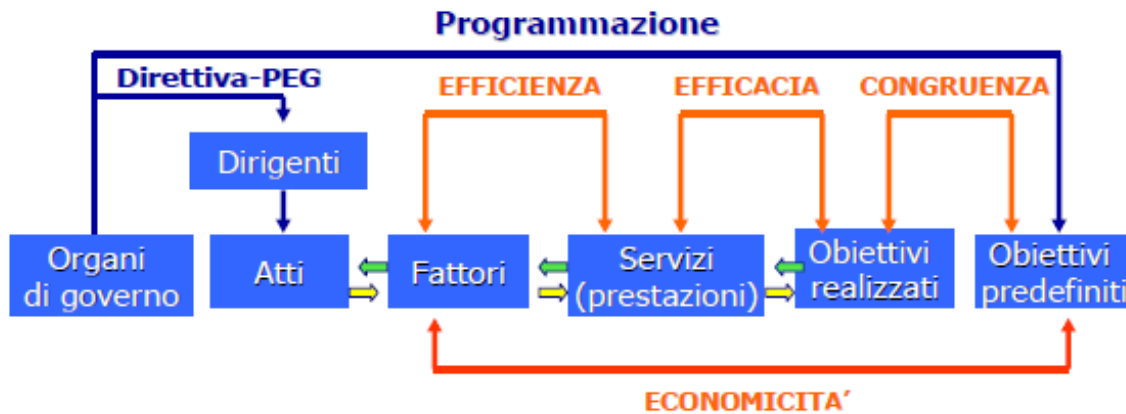 Programmazione
Direttiva-PEG
EFFICIENZA
EFFICACIA
CONGRUENZA
Dirigenti
Organi
di governo
Atti
Fattori
Servizi
(prestazioni)
Obiettivi
realizzati
Obiettivi
predefiniti
ECONOMICITA’